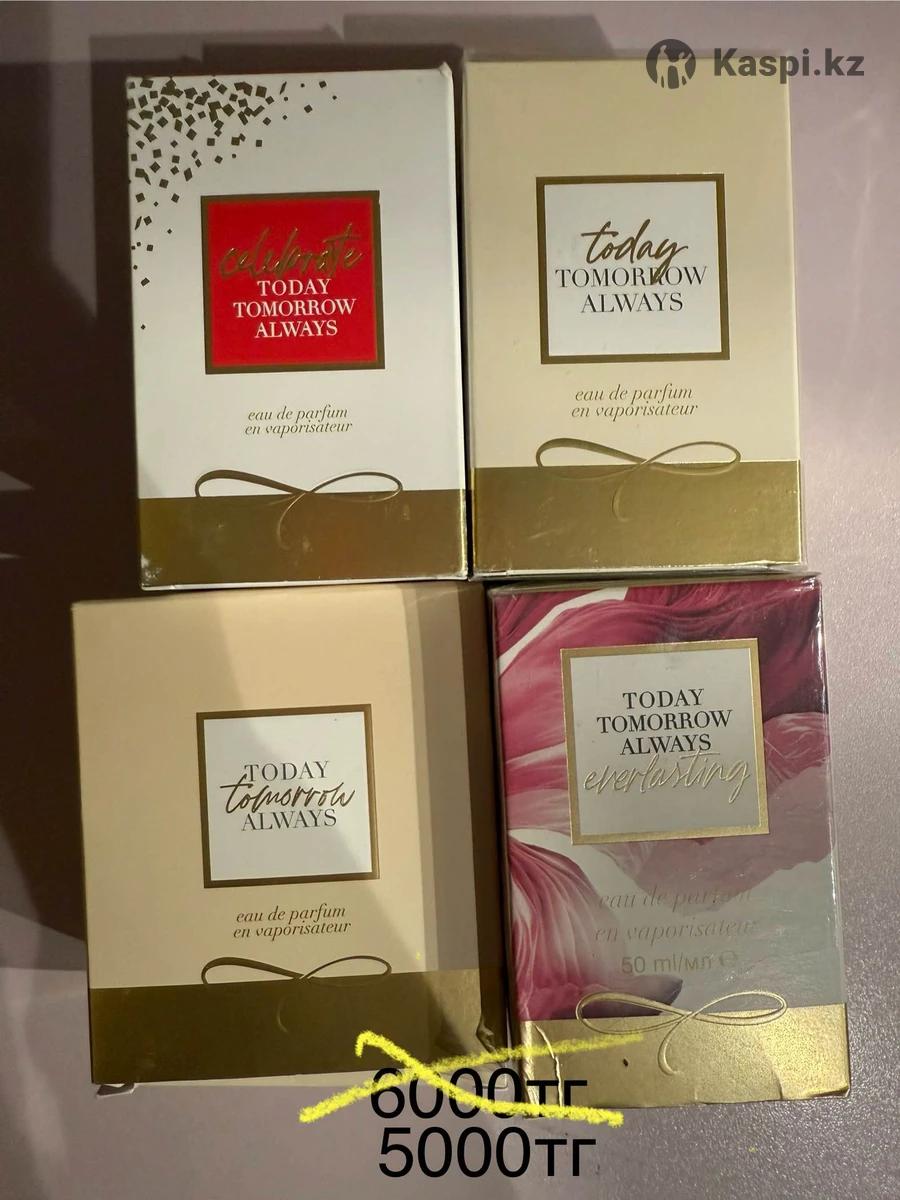 Kaspi.kz
celebrate
TODAY
TOMORROW
ALWAYS
eau de parfum
en vaporisateur
today
TOMORROW
ALWAYS
eau de parfum
en vaporisateur
TODAY
tomorrow
ALWAYS
eau de parfum
en vaporisateur
TODAY
TOMORROW
ALWAYS
everlasting
eau de parfum
en vaporisateur
50 ml/мл ℮
6000тг
5000тг